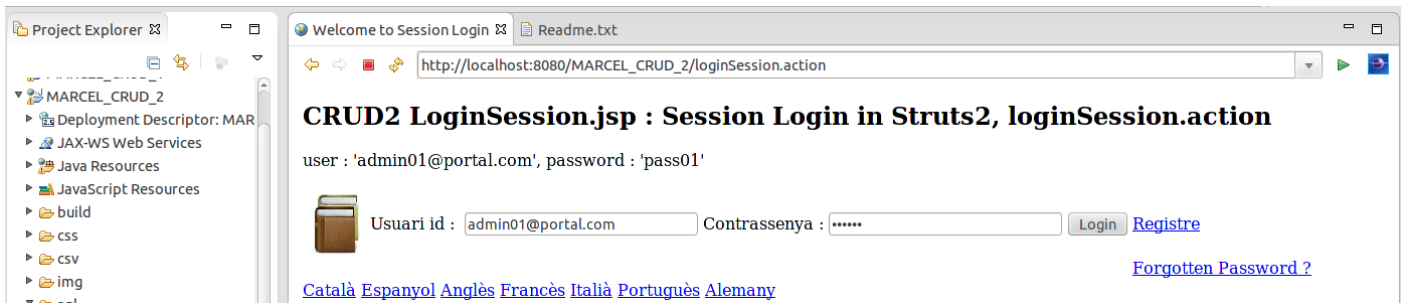 Project Explorer
MARCEL_CRUD_2
Deployment Descriptor: MAR
JAX-WS Web Services
Java Resources
JavaScript Resources
build
css
csv
img
Welcome to Session Login
Readme.txt
http://localhost:8080/MARCEL_CRUD_2/loginSession.action
CRUD2 LoginSession.jsp : Session Login in Struts2, loginSession.action
user : 'admin01@portal.com', password : 'pass01'
Usuari id : admin01@portal.com Contrassenya : •••••• Login Registre
Forgotten Password ?
Català Espanyol Anglès Francès Italià Portuguès Alemany